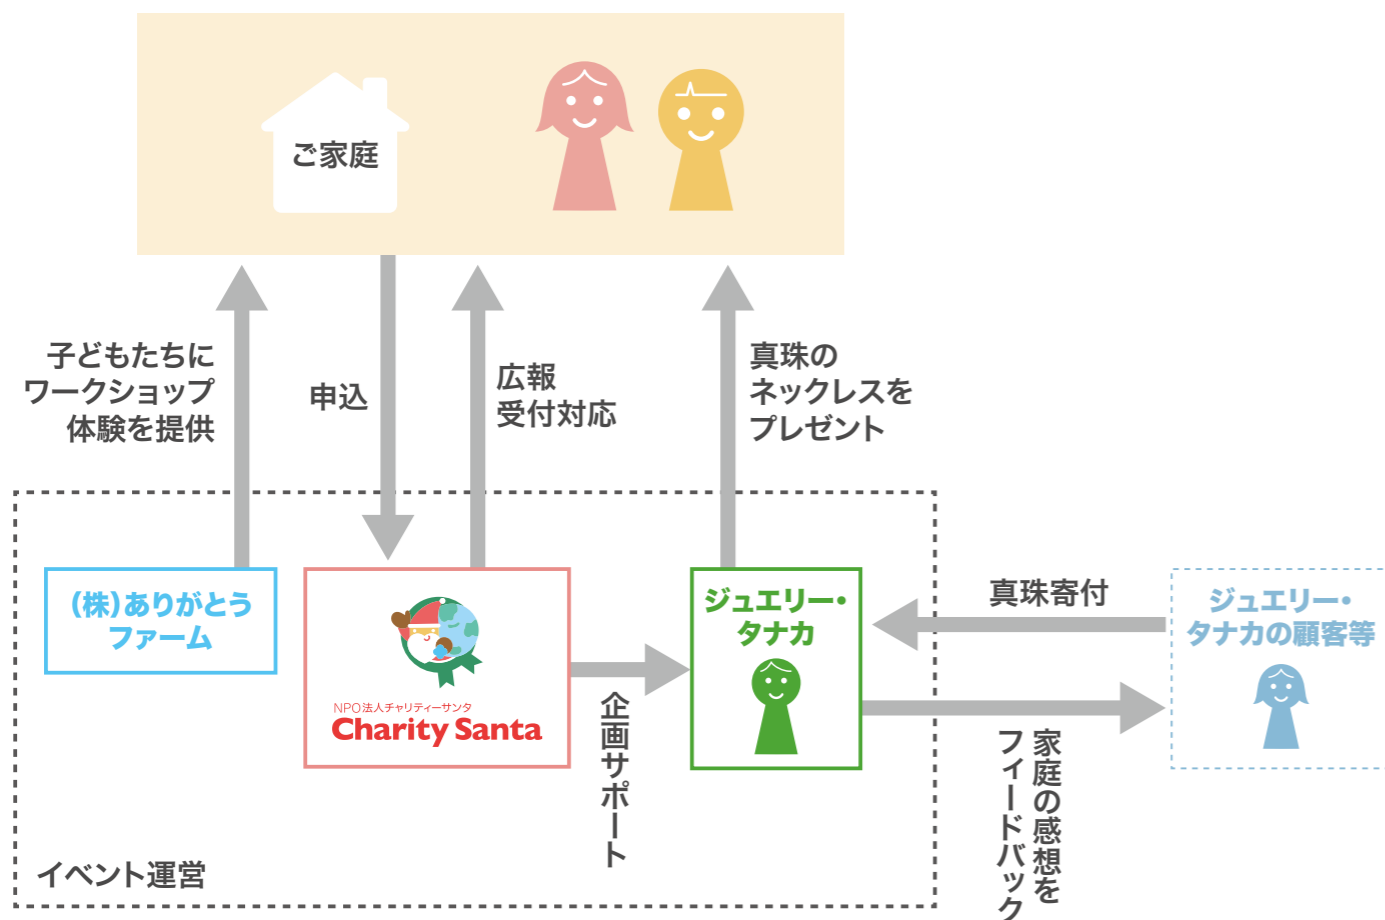 ご家庭
子どもたちに
ワークショップ
体験を提供
申込
広報
受付対応
真珠の
ネックレスを
プレゼント
(株)ありがとう
ファーム
NPO法人チャリティーサンタ
Charity Santa
企画サポート
ジュエリー・
タナカ
真珠寄付
家庭の感想を
フィードバック
ジュエリー・
タナカの顧客等
イベント運営